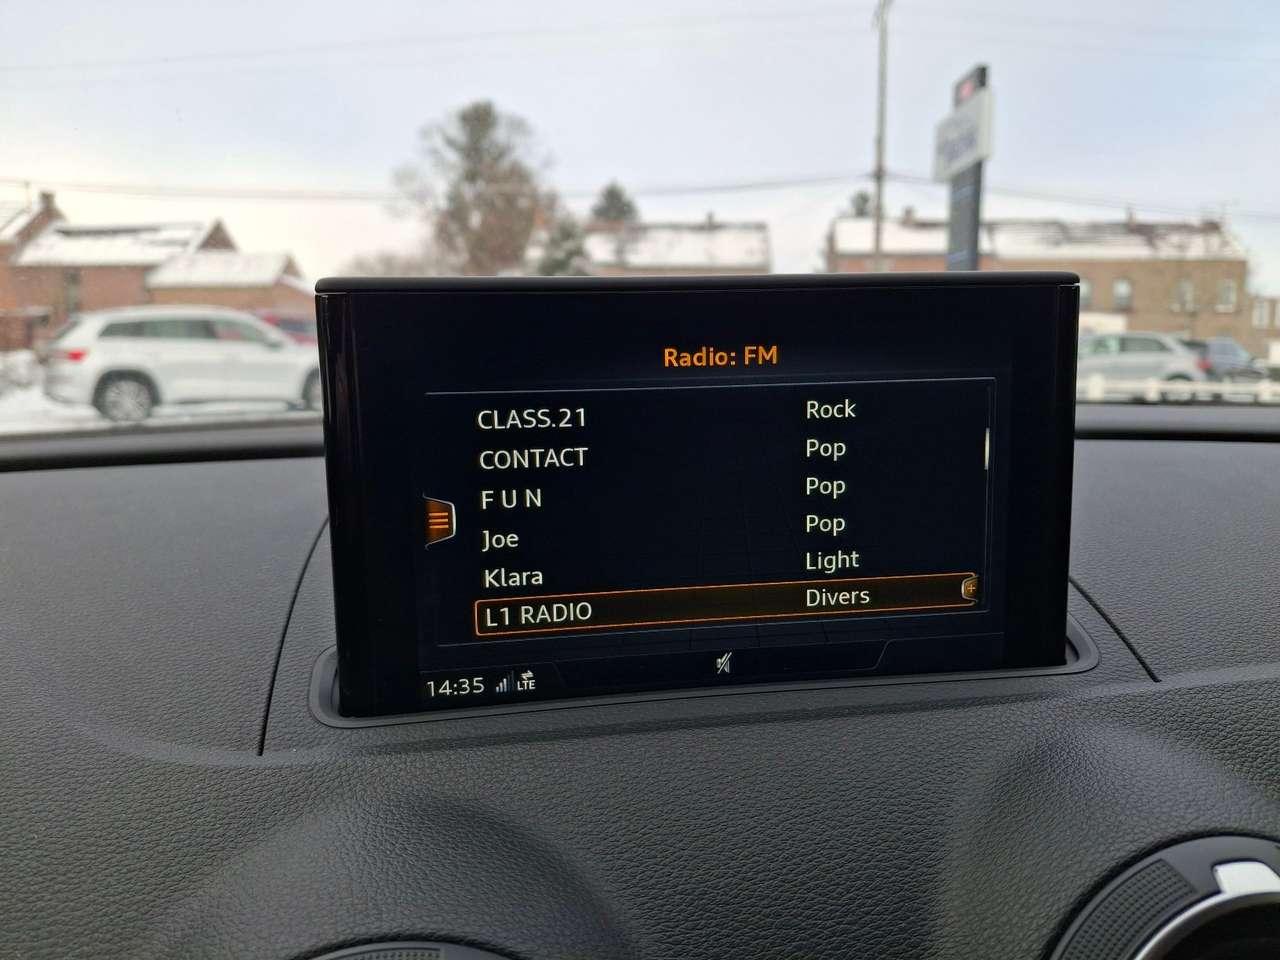 Radio: FM
CLASS.21 Rock
CONTACT Pop
F U N Pop
Joe Pop
Klara Light
L1 RADIO Divers
14:35 LTE